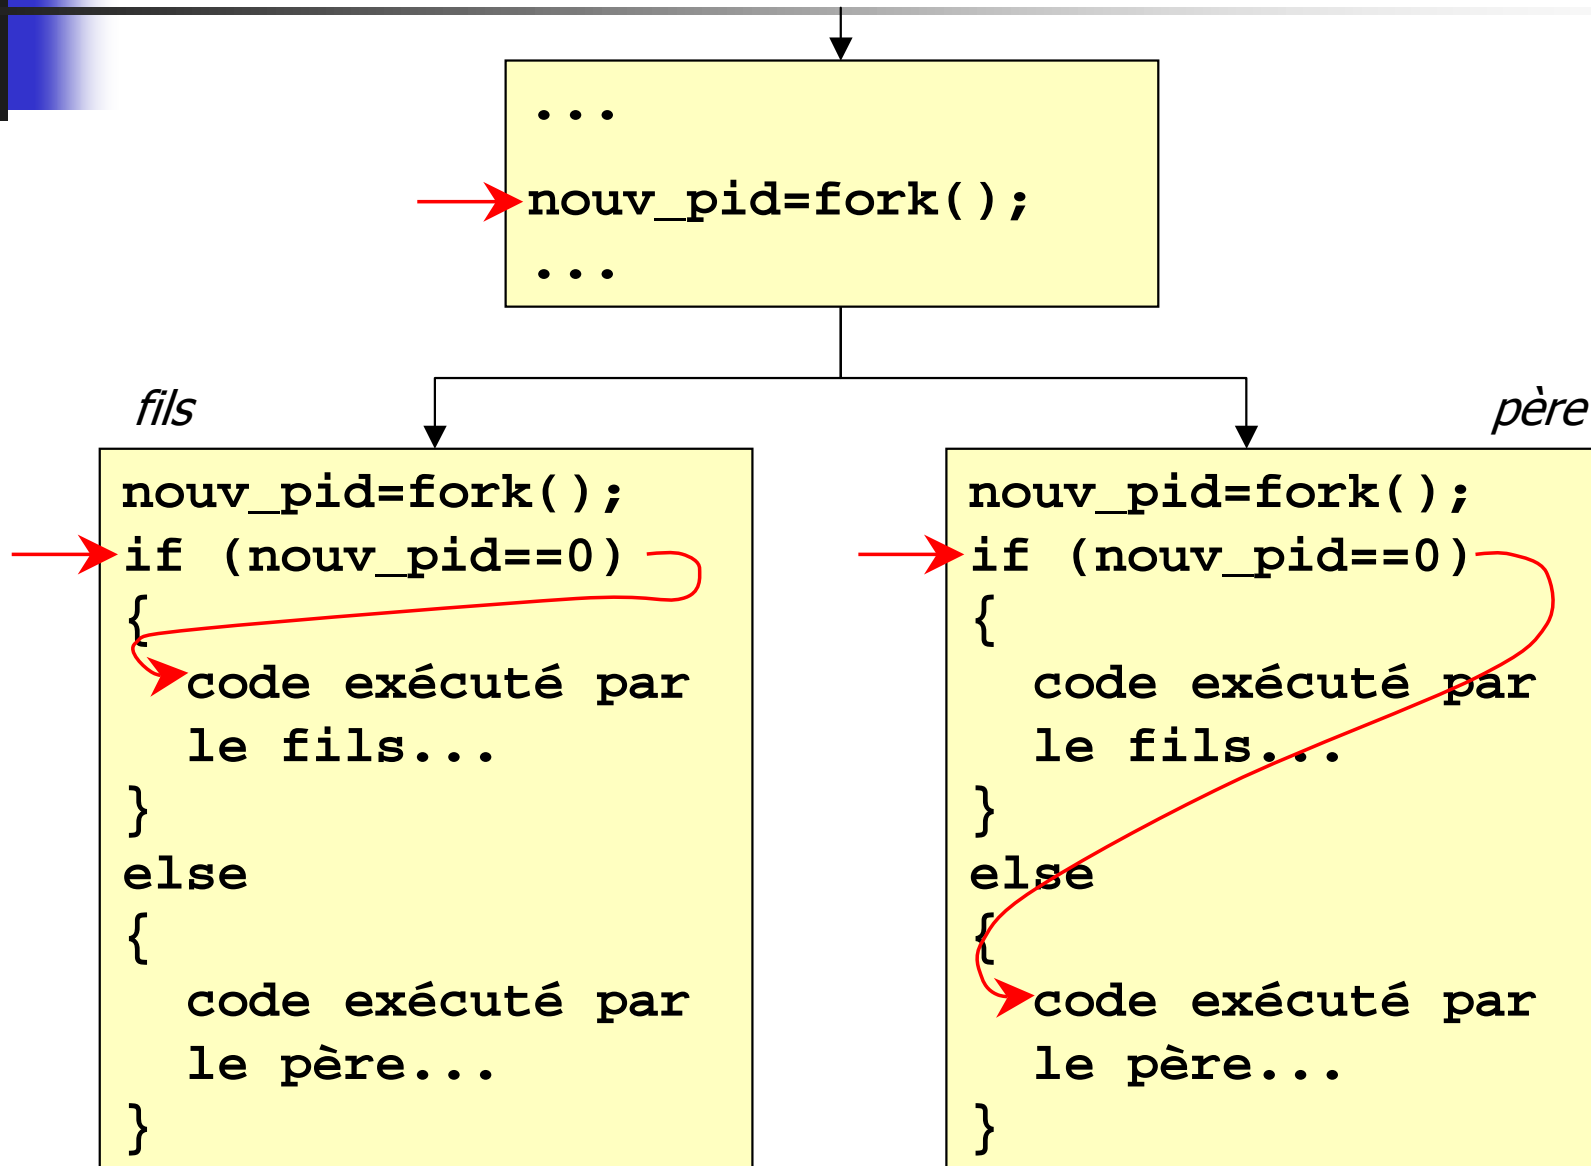 ...
nouv_pid=fork();
...
fils
nouv_pid=fork();
if (nouv_pid==0)
{
code exécuté par
le fils...
}
else
{
code exécuté par
le père...
}
père
nouv_pid=fork();
if (nouv_pid==0)
{
code exécuté par
le fils...
}
else
{
code exécuté par
le père...
}